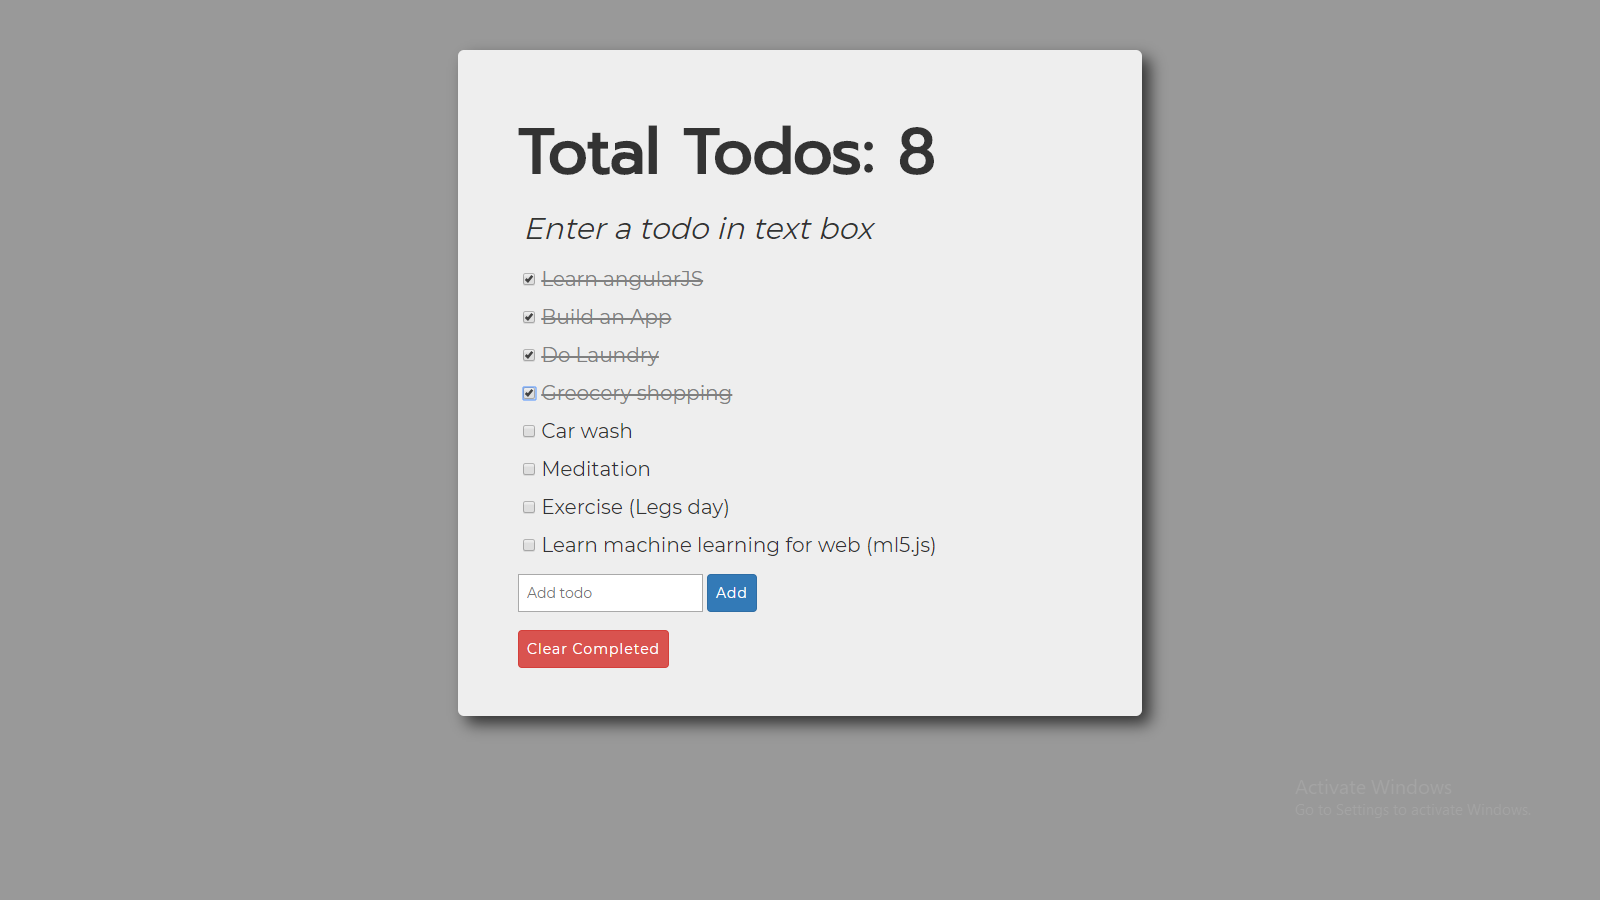 Total Todos: 8
Enter a todo in text box
Learn angularJS
Build an App
Do Laundry
Greocery shopping
Car wash
Meditation
Exercise (Legs day)
Learn machine learning for web (ml5.js)
Add todo Add
Clear Completed
Activate Windows
Go to Settings to activate Windows.